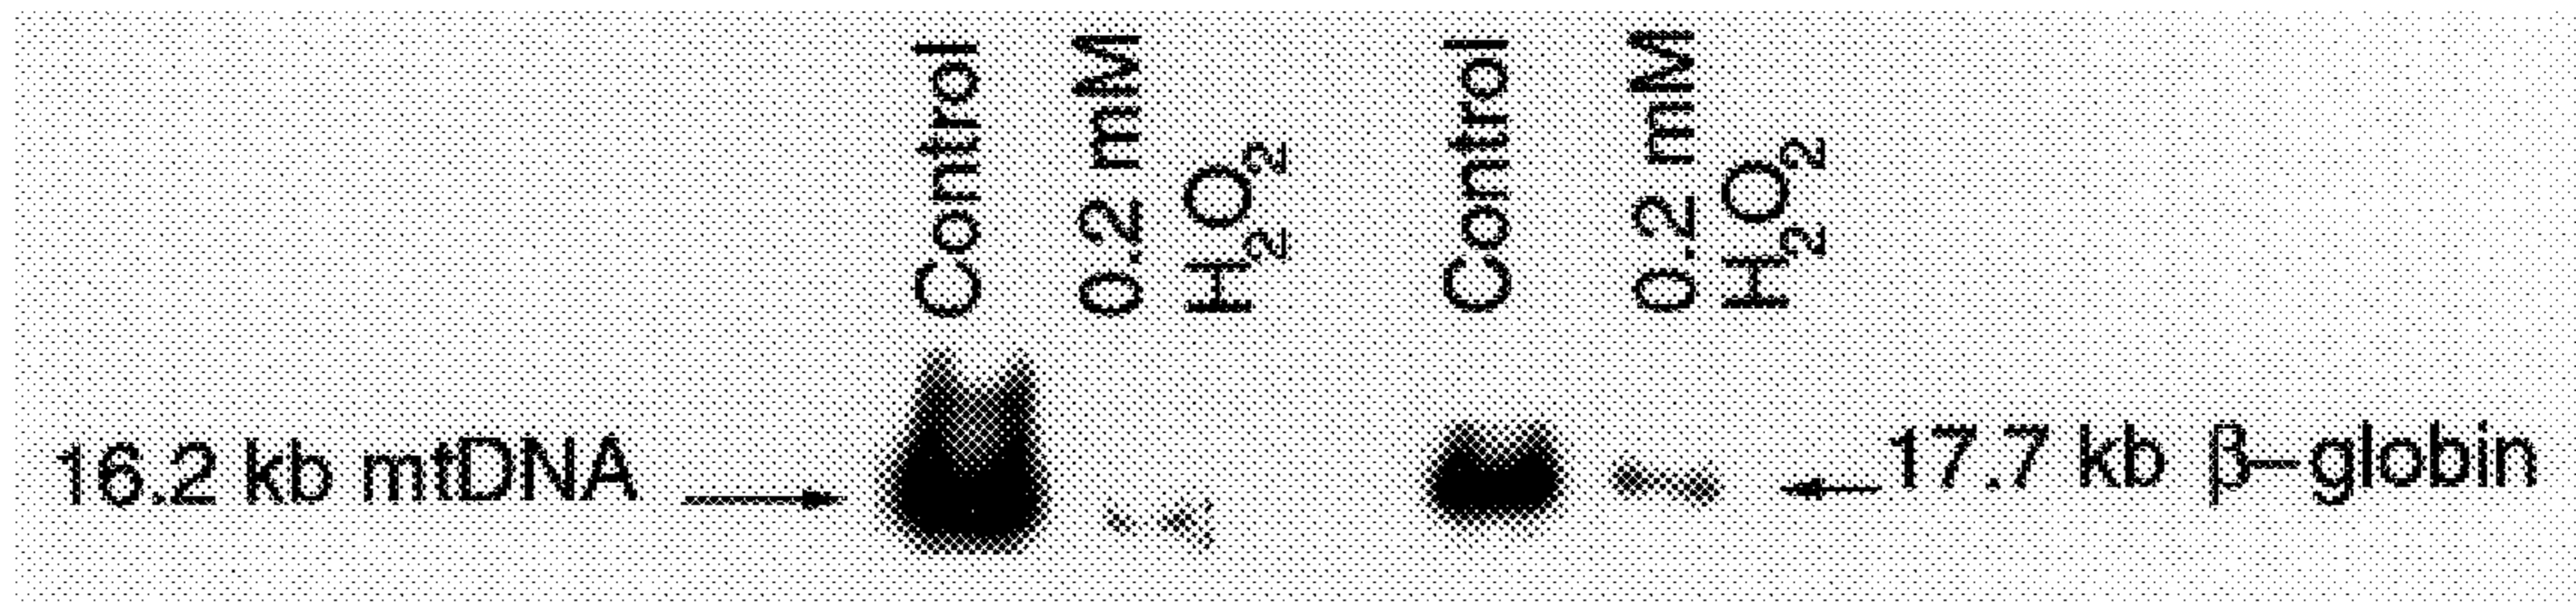 Control
0.2 mM
H₂O₂
Control
0.2 mM
H₂O₂
16.2 kb mtDNA
17.7 kb β–globin